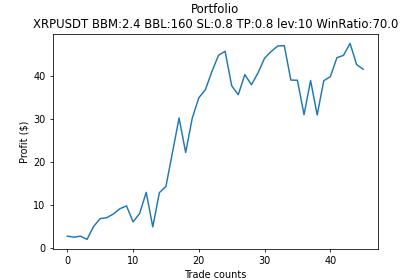 Portfolio
XRPUSDT BBM:2.4 BBL:160 SL:0.8 TP:0.8 lev:10 WinRatio:70.0
40
30
20
10
0
Profit ($)
0 10 20 30 40
Trade counts